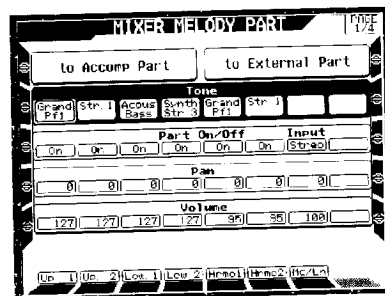 MIXER MELODY PART
PAGE 1/4
to Accomp Part to External Part
Tone
Grand Pf1 Str. 1 Acous Bass Synth Str 3 Grand Pf1 Str 1
Part On/Off Input
On On On On On On Streo
Pan
0 0 0 0 0 0 0
Volume
127 127 127 127 95 95 100
Up. 1 Up. 2 Low. 1 Low 2 Hrmo1 Hrmo2 Mc/Ln